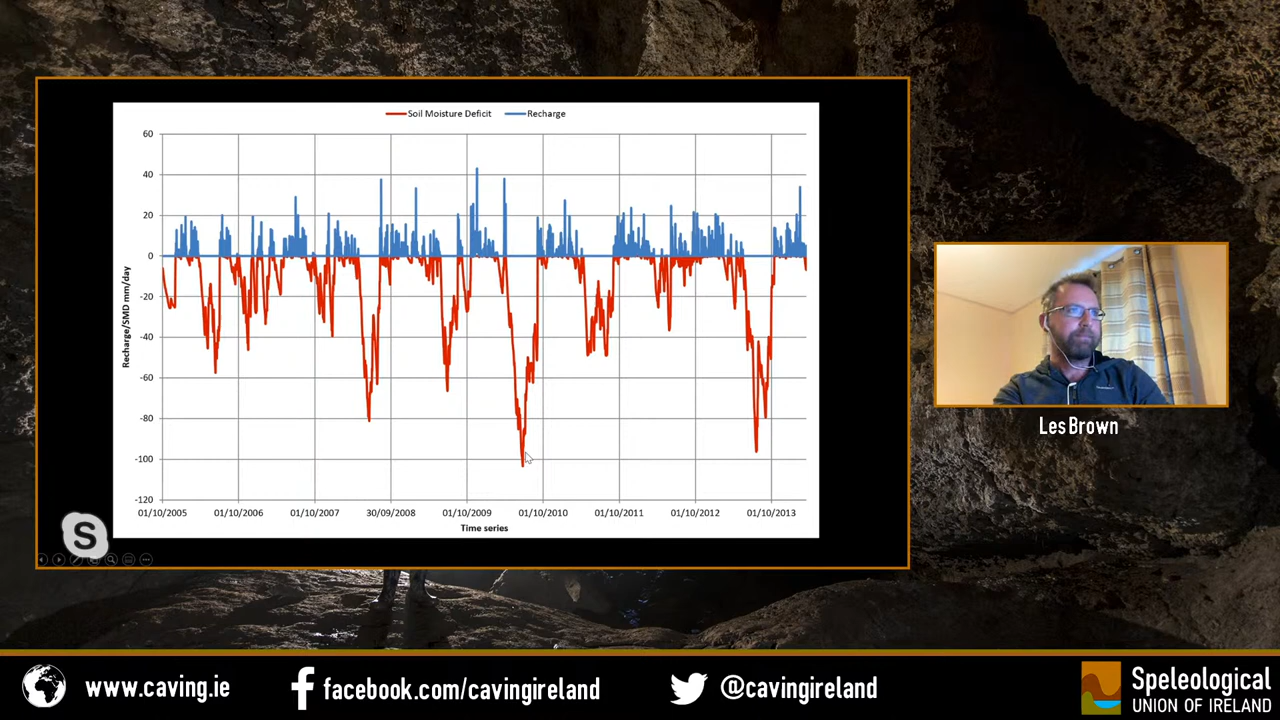 Soil Moisture Deficit
Recharge
60
40
20
0
-20
-40
-60
-80
-100
-120
Recharge/SMD mm/day
01/10/2005
01/10/2006
01/10/2007
30/09/2008
01/10/2009
01/10/2010
01/10/2011
01/10/2012
01/10/2013
Time series
S
Les Brown
www.caving.ie
facebook.com/cavingireland
@cavingireland
Speleological
UNION OF IRELAND